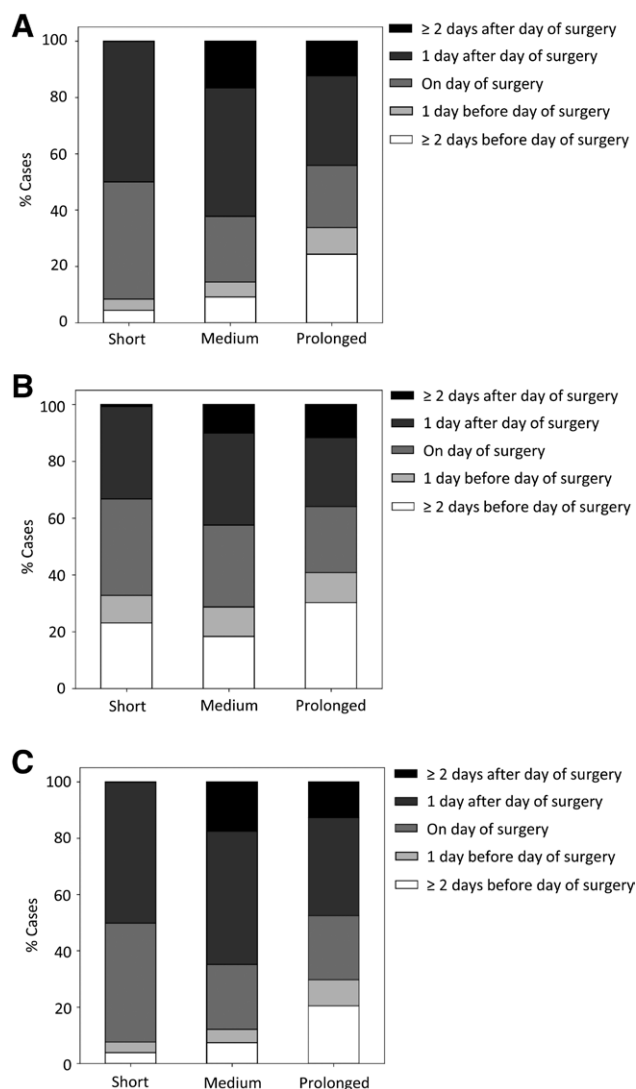 A
100
80
60
40
20
0
% Cases
Short
Medium
Prolonged
≥ 2 days after day of surgery
1 day after day of surgery
On day of surgery
1 day before day of surgery
≥ 2 days before day of surgery
B
100
80
60
40
20
0
% Cases
Short
Medium
Prolonged
≥ 2 days after day of surgery
1 day after day of surgery
On day of surgery
1 day before day of surgery
≥ 2 days before day of surgery
C
100
80
60
40
20
0
% Cases
Short
Medium
Prolonged
≥ 2 days after day of surgery
1 day after day of surgery
On day of surgery
1 day before day of surgery
≥ 2 days before day of surgery